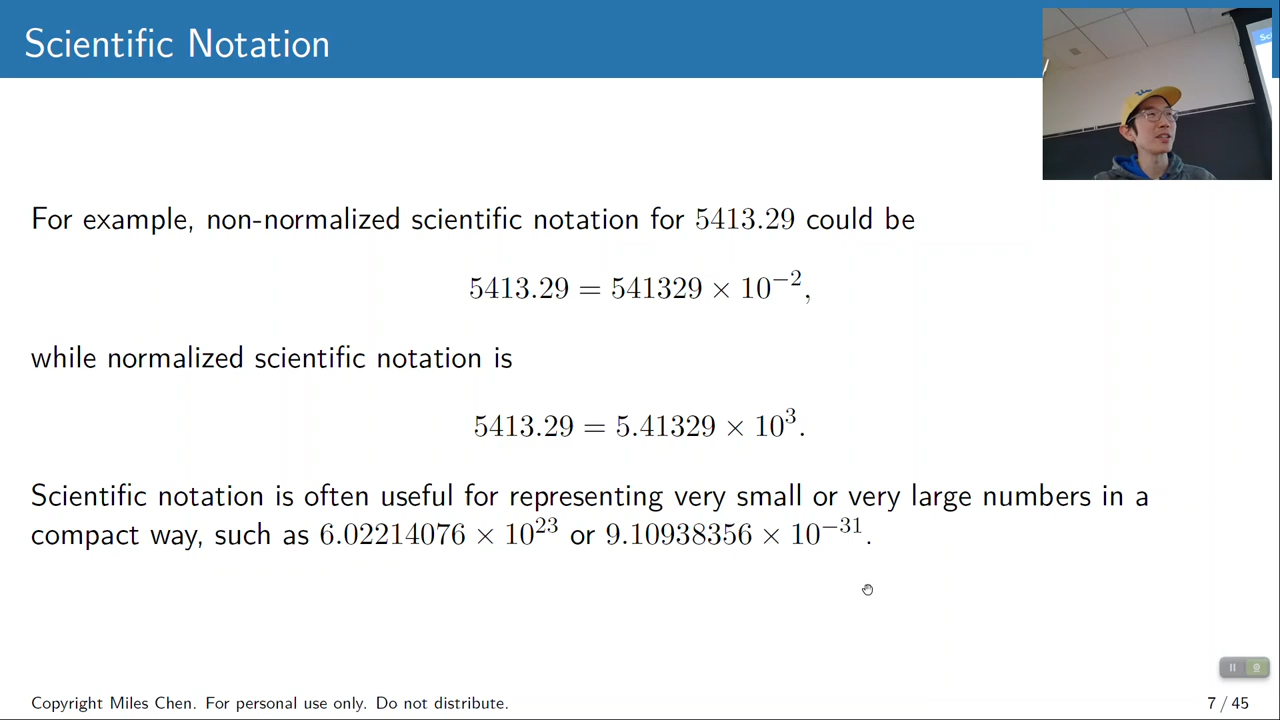 Scientific Notation
For example, non-normalized scientific notation for 5413.29 could be
5413.29 = 541329 × 10⁻²,
while normalized scientific notation is
5413.29 = 5.41329 × 10³.
Scientific notation is often useful for representing very small or very large numbers in a
compact way, such as 6.02214076 × 10²³ or 9.10938356 × 10⁻³¹.
Copyright Miles Chen. For personal use only. Do not distribute.
7 / 45